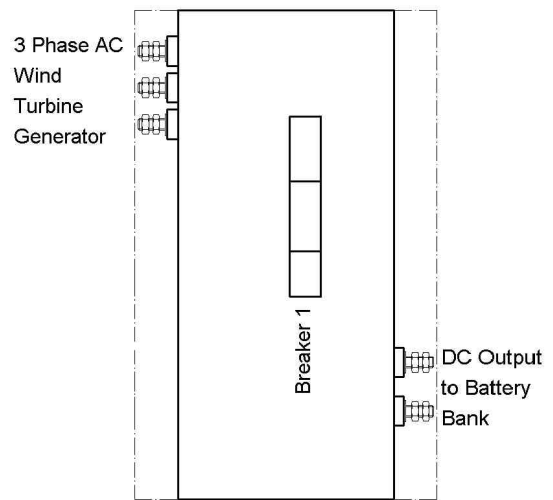 3 Phase AC
Wind
Turbine
Generator
Breaker 1
DC Output
to Battery
Bank